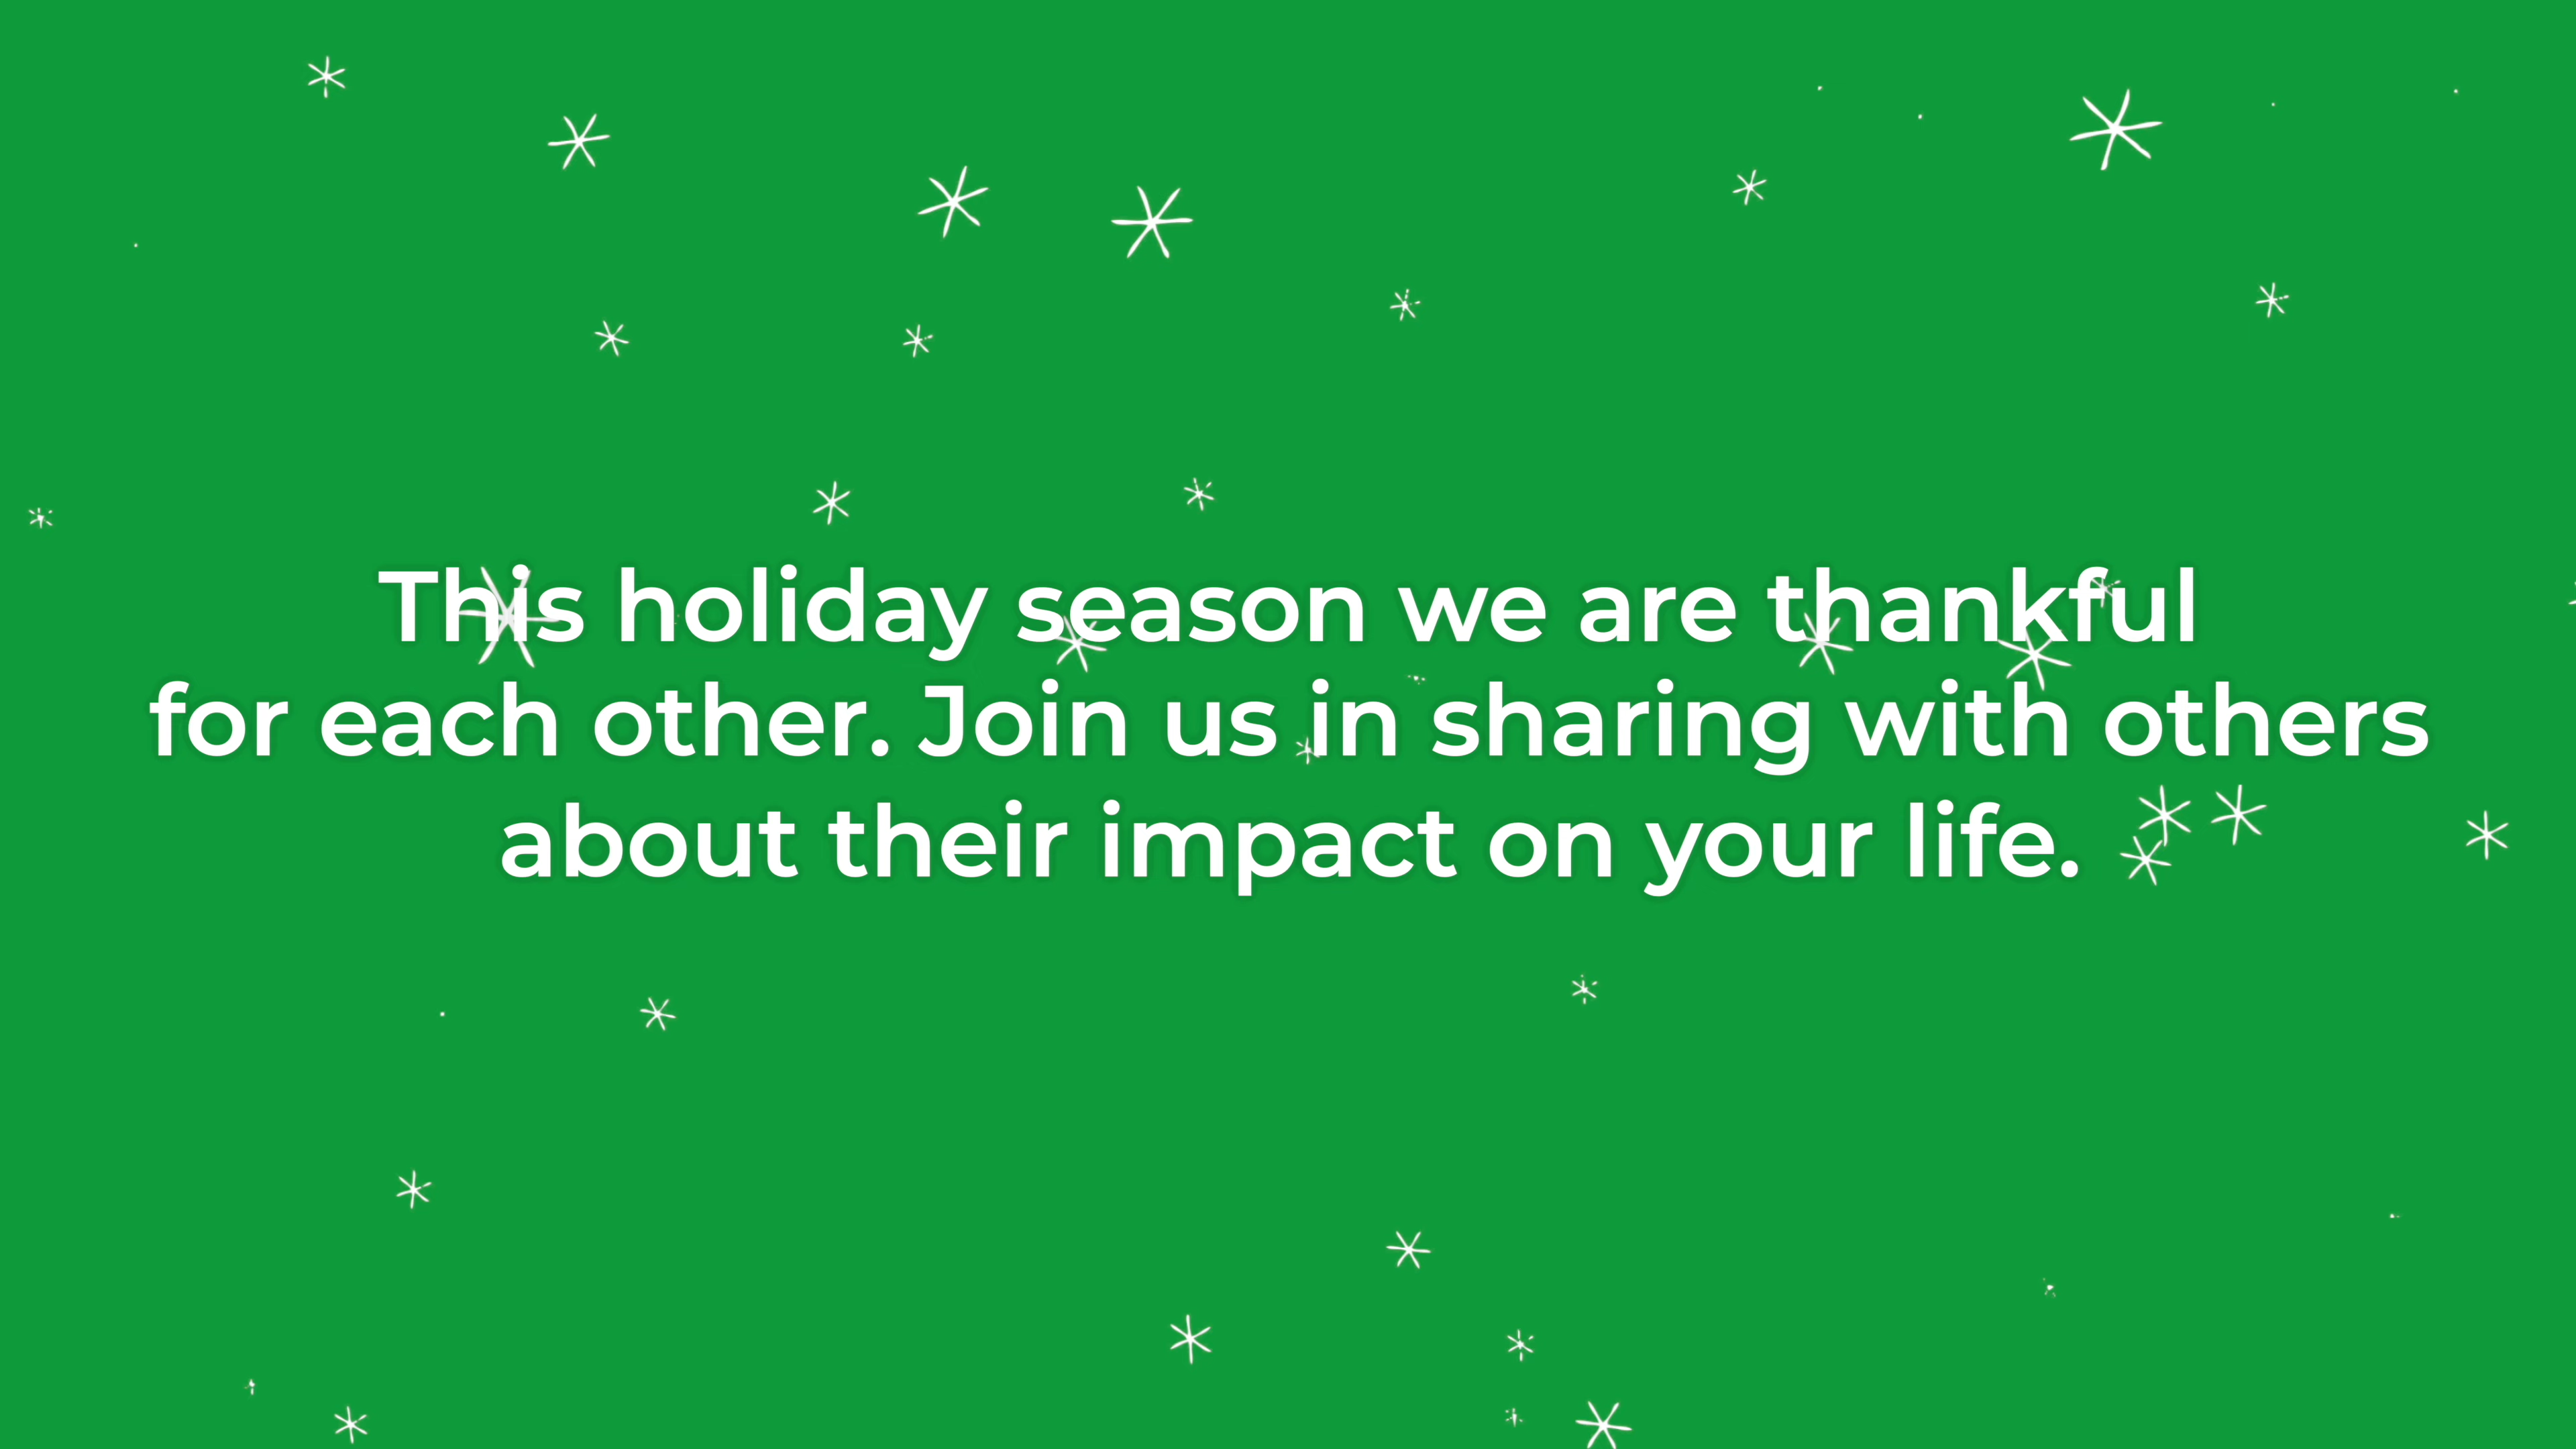 This holiday season we are thankful
for each other. Join us in sharing with others
about their impact on your life.